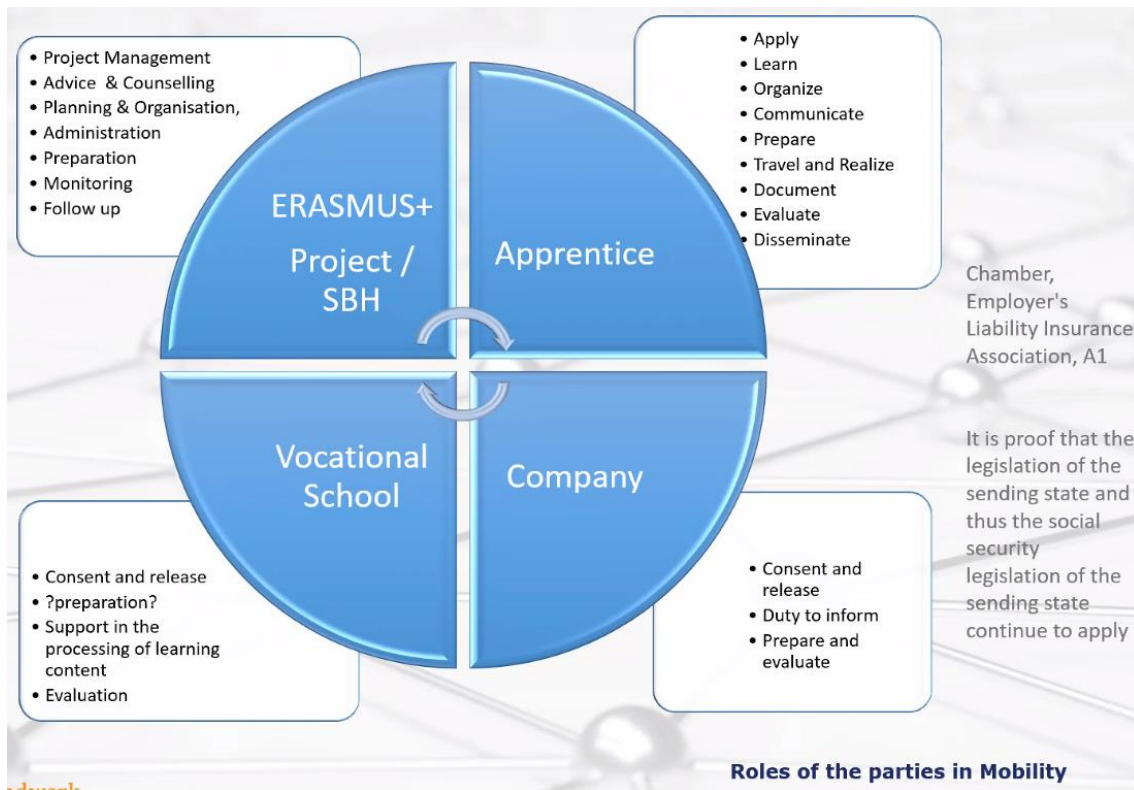 • Project Management
• Advice & Counselling
• Planning & Organisation,
• Administration
• Preparation
• Monitoring
• Follow up
• Apply
• Learn
• Organize
• Communicate
• Prepare
• Travel and Realize
• Document
• Evaluate
• Disseminate
ERASMUS+
Project /
SBH
Apprentice
Chamber,
Employer's
Liability Insurance
Association, A1
Vocational
School
Company
It is proof that the
legislation of the
sending state and
thus the social
security
legislation of the
sending state
continue to apply
• Consent and release
• ?preparation?
• Support in the
processing of learning
content
• Evaluation
• Consent and
release
• Duty to inform
• Prepare and
evaluate
Roles of the parties in Mobility